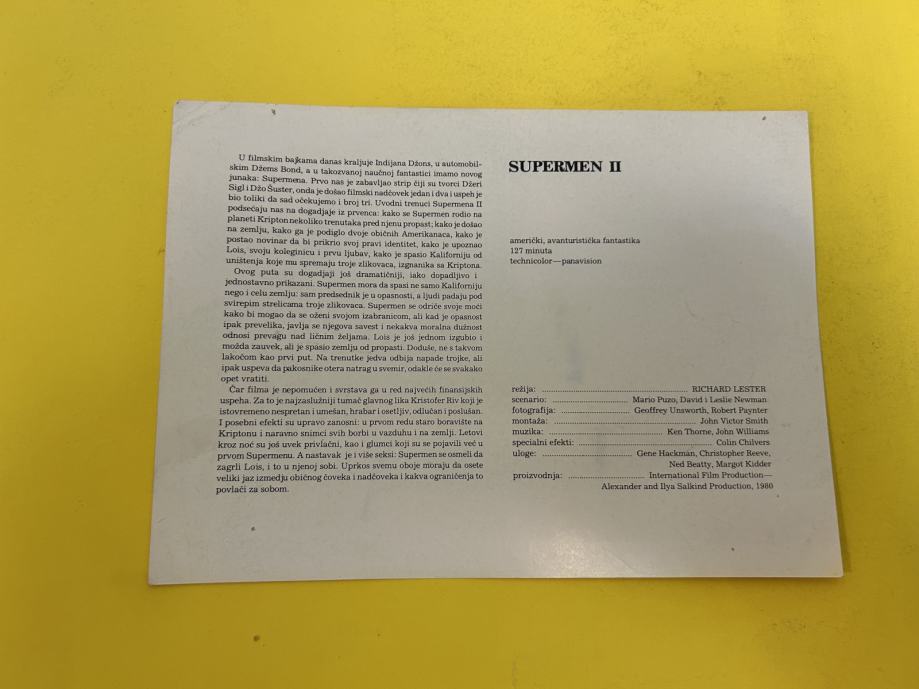 U filmskim bajkama danas kraljuje Indijana Džons, u automobil-
skim Džems Bond, a u takozvanoj naučnoj fantastici imamo novog
junaka: Supermena. Prvo nas je zabavljao strip čiji su tvorci Džeri
Sigl i Džo Šuster, onda je došao filmski nadčovek jedan i dva i uspeh je
bio toliki da sad očekujemo i broj tri. Uvodni trenuci Supermena II
podsećaju nas na dogadjaje iz prvenca: kako se Supermen rodio na
planeti Kripton nekoliko trenutaka pred njenu propast; kako je došao
na zemlju, kako ga je podiglo dvoje običnih Amerikanaca, kako je
postao novinar da bi prikrio svoj pravi identitet, kako je upoznao
Lois, svoju koleginicu i prvu ljubav, kako je spasio Kaliforniju od
uništenja koje mu spremaju troje zlikovaca, izgnanika sa Kriptona.
Ovog puta su dogadjaji još dramatičniji, iako dopadljivo i
jednostavno prikazani. Supermen mora da spasi ne samo Kaliforniju
nego i celu zemlju: sam predsednik je u opasnosti, a ljudi padaju pod
svirepim strelicama troje zlikovaca. Supermen se odriče svoje moći
kako bi mogao da se oženi svojom izabranicom, ali kad je opasnost
ipak prevelika, javlja se njegova savest i nekakva moralna dužnost
odnosi prevagu nad ličnim željama. Lois je još jednom izgubio i
možda zauvek, ali je spasio zemlju od propasti. Doduše, ne s takvom
lakoćom kao prvi put. Na trenutke jedva odbija napade trojke, ali
ipak uspeva da pakosnike otera natrag u svemir, odakle će se svakako
opet vratiti.
Čar filma je nepomućen i svrstava ga u red najvećih finansijskih
uspeha. Za to je najzaslužniji tumač glavnog lika Kristofer Riv koji je
istovremeno nespretan i umešan, hrabar i osetljiv, odlučan i poslušan.
I posebni efekti su upravo zanosni: u prvom redu staro boravište na
Kriptonu i naravno snimci svih borbi u vazduhu i na zemlji. Letovi
kroz noć su još uvek privlačni, kao i glumci koji su se pojavili već u
prvom Supermenu. A nastavak je i više seksi: Supermen se osmeli da
zagrli Lois, i to u njenoj sobi. Uprkos svemu oboje moraju da osete
veliki jaz izmedju običnog čoveka i nadčoveka i kakva ograničenja to
povlači za sobom.
SUPERMEN II
američki, avanturistička fantastika
127 minuta
technicolor—panavision
režija: RICHARD LESTER
scenario: Mario Puzo, David i Leslie Newman
fotografija: Geoffrey Unsworth, Robert Paynter
montaža: John Victor Smith
muzika: Ken Thorne, John Williams
specialni efekti: Colin Chilvers
uloge: Gene Hackman, Christopher Reeve,
Ned Beatty, Margot Kidder
proizvodnja: International Film Production—
Alexander and Ilya Salkind Production, 1980